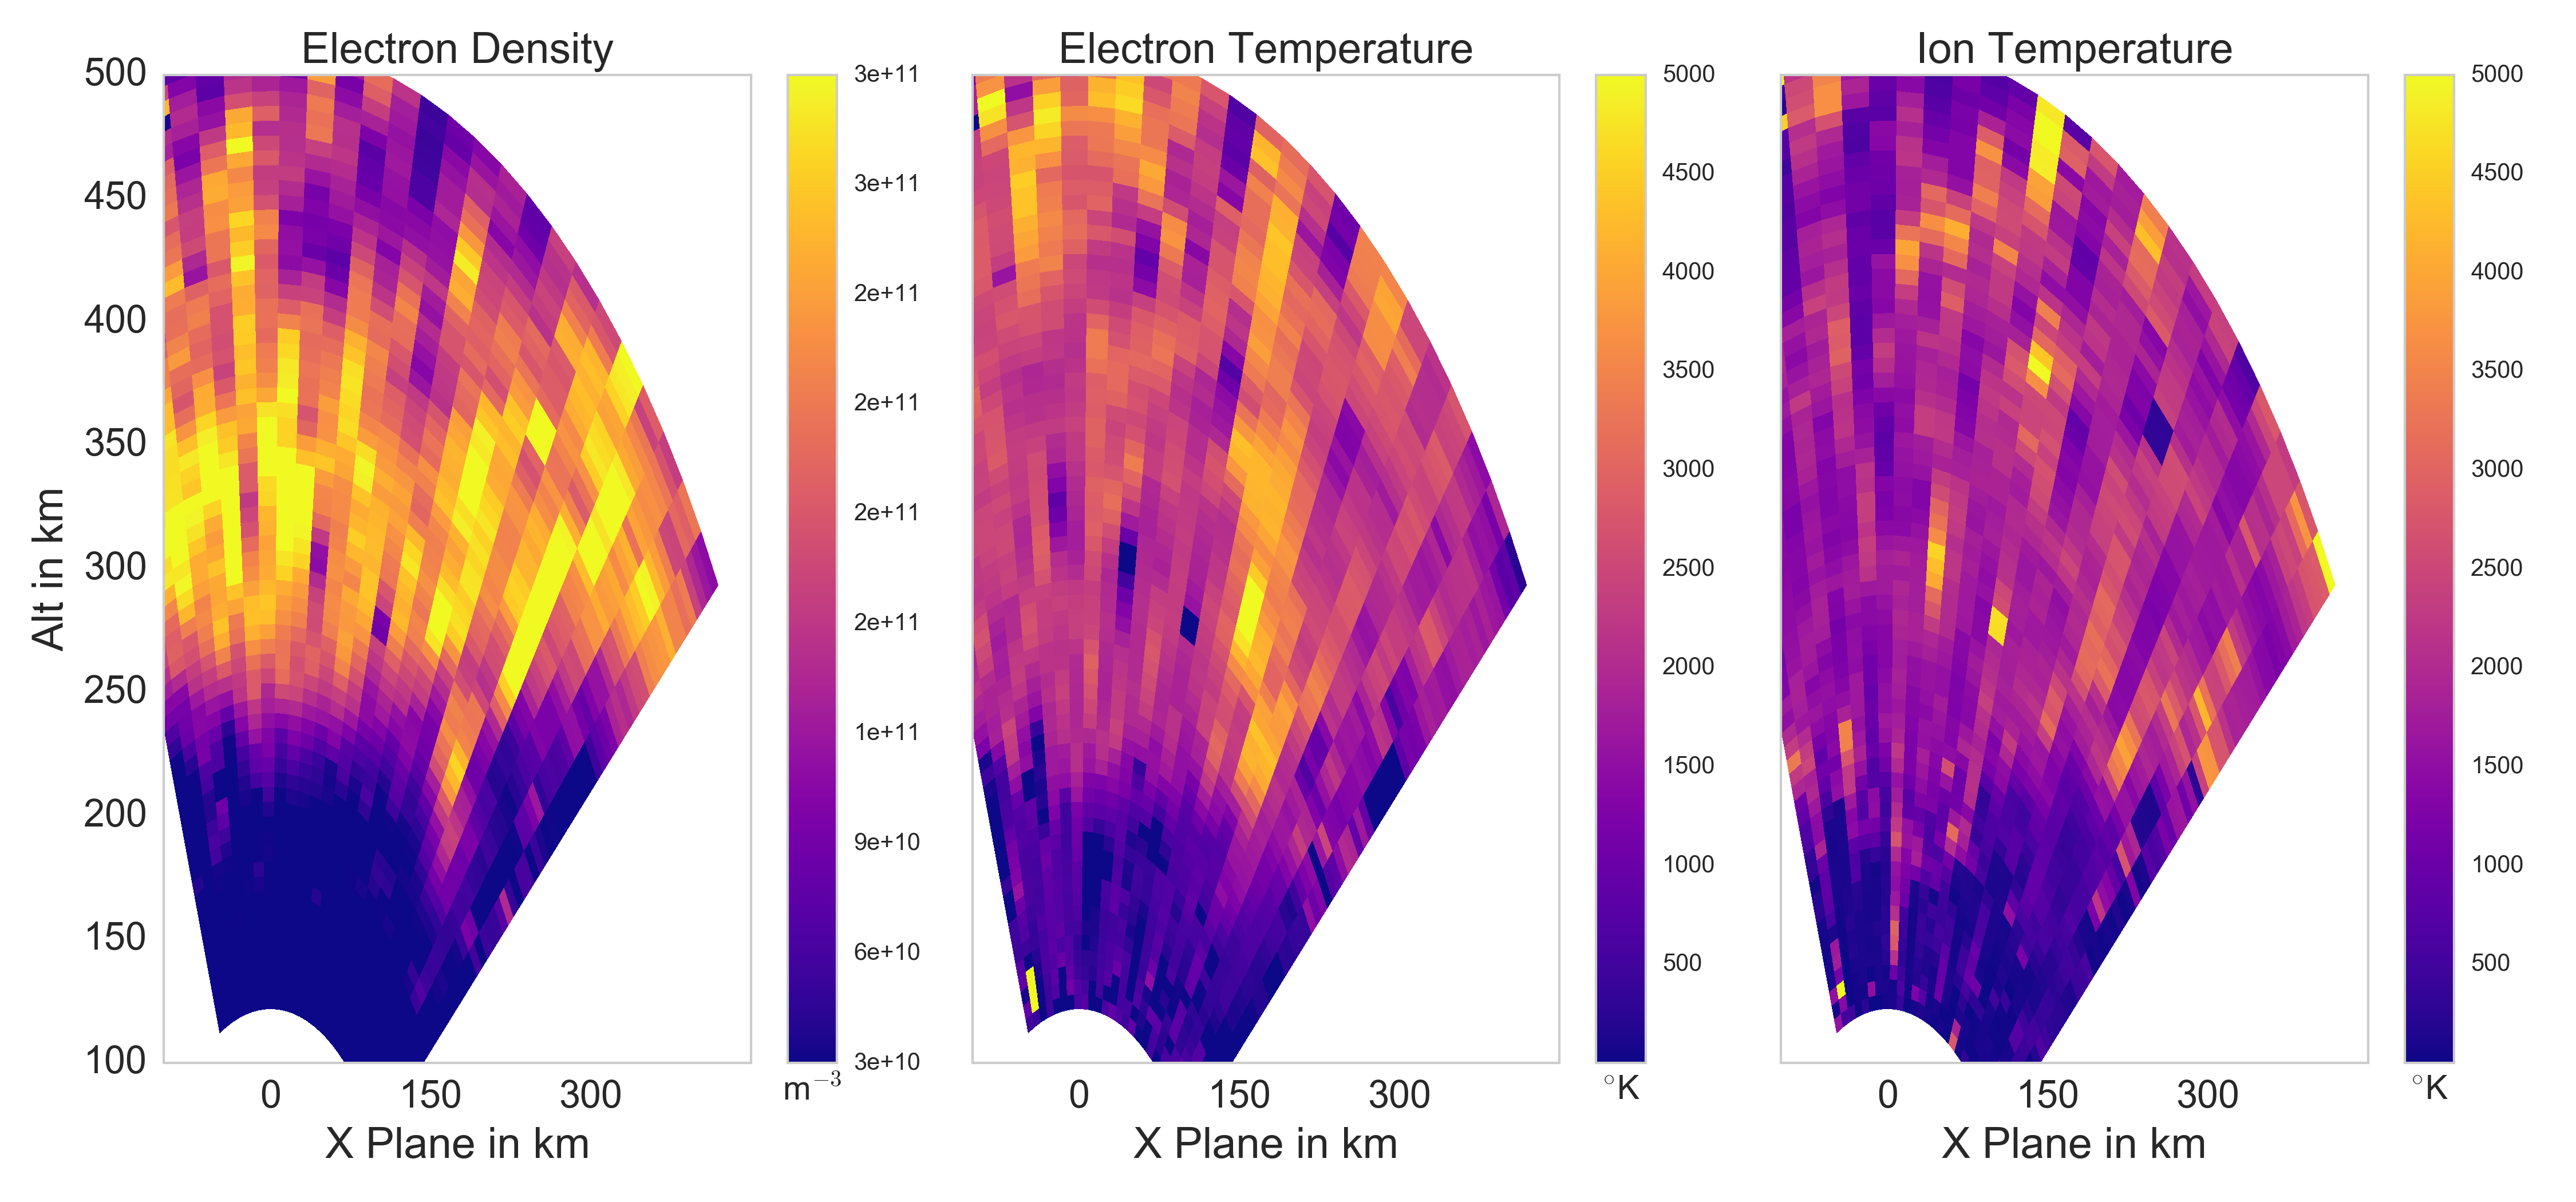 Electron Density
Electron Temperature
Ion Temperature
500
450
400
350
300
250
200
150
100
Alt in km
0 150 300
X Plane in km
3e+11
3e+11
2e+11
2e+11
2e+11
2e+11
1e+11
9e+10
6e+10
3e+10
m⁻³
0 150 300
X Plane in km
5000
4500
4000
3500
3000
2500
2000
1500
1000
500
°K
0 150 300
X Plane in km
5000
4500
4000
3500
3000
2500
2000
1500
1000
500
°K